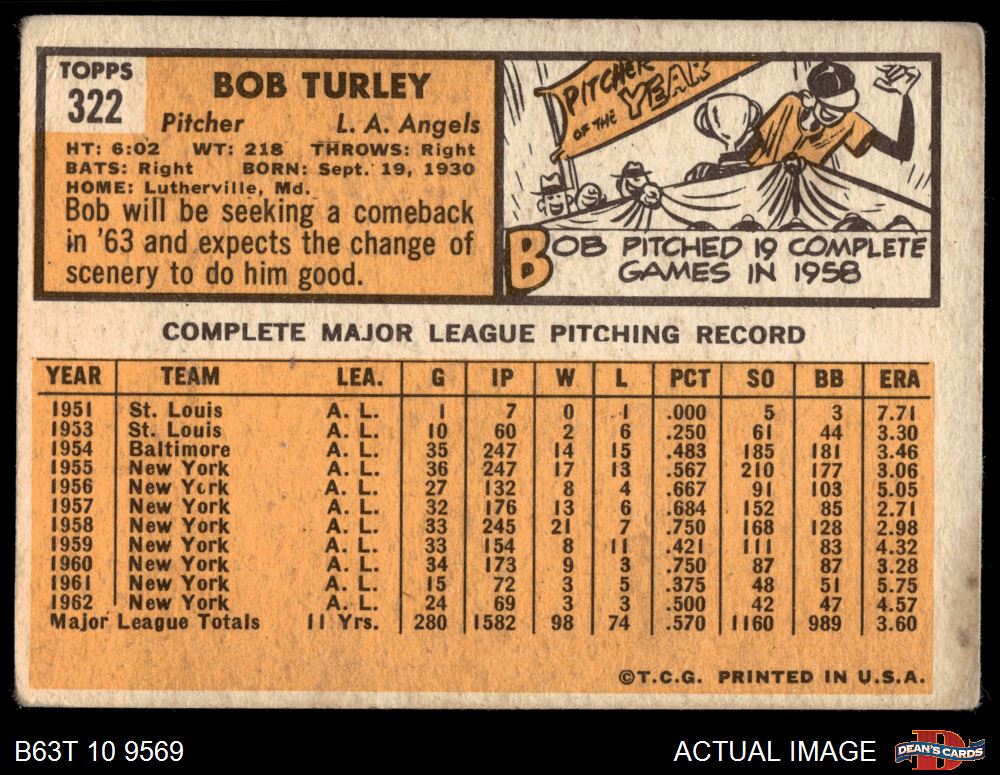 TOPPS
322
BOB TURLEY
Pitcher L. A. Angels
HT: 6:02 WT: 218 THROWS: Right
BATS: Right BORN: Sept. 19, 1930
HOME: Lutherville, Md.
Bob will be seeking a comeback
in '63 and expects the change of
scenery to do him good.
PITCHER
OF THE YEAR
BOB PITCHED 19 COMPLETE
GAMES IN 1958
COMPLETE MAJOR LEAGUE PITCHING RECORD
YEAR TEAM LEA. G IP W L PCT SO BB ERA
1951 St. Louis A. L. 1 7 0 1 .000 5 3 7.71
1953 St. Louis A. L. 10 60 2 6 .250 61 44 3.30
1954 Baltimore A. L. 35 247 14 15 .483 185 181 3.46
1955 New York A. L. 36 247 17 13 .567 210 177 3.06
1956 New York A. L. 27 132 8 4 .667 91 103 5.05
1957 New York A. L. 32 176 13 6 .684 152 85 2.71
1958 New York A. L. 33 245 21 7 .750 168 128 2.98
1959 New York A. L. 33 154 8 11 .421 111 83 4.32
1960 New York A. L. 34 173 9 3 .750 87 87 3.28
1961 New York A. L. 15 72 3 5 .375 48 51 5.75
1962 New York A. L. 24 69 3 3 .500 42 47 4.57
Major League Totals 11 Yrs. 280 1582 98 74 .570 1160 989 3.60
©T.C.G. PRINTED IN U.S.A.
B63T 10 9569 ACTUAL IMAGE
DEAN'S CARDS